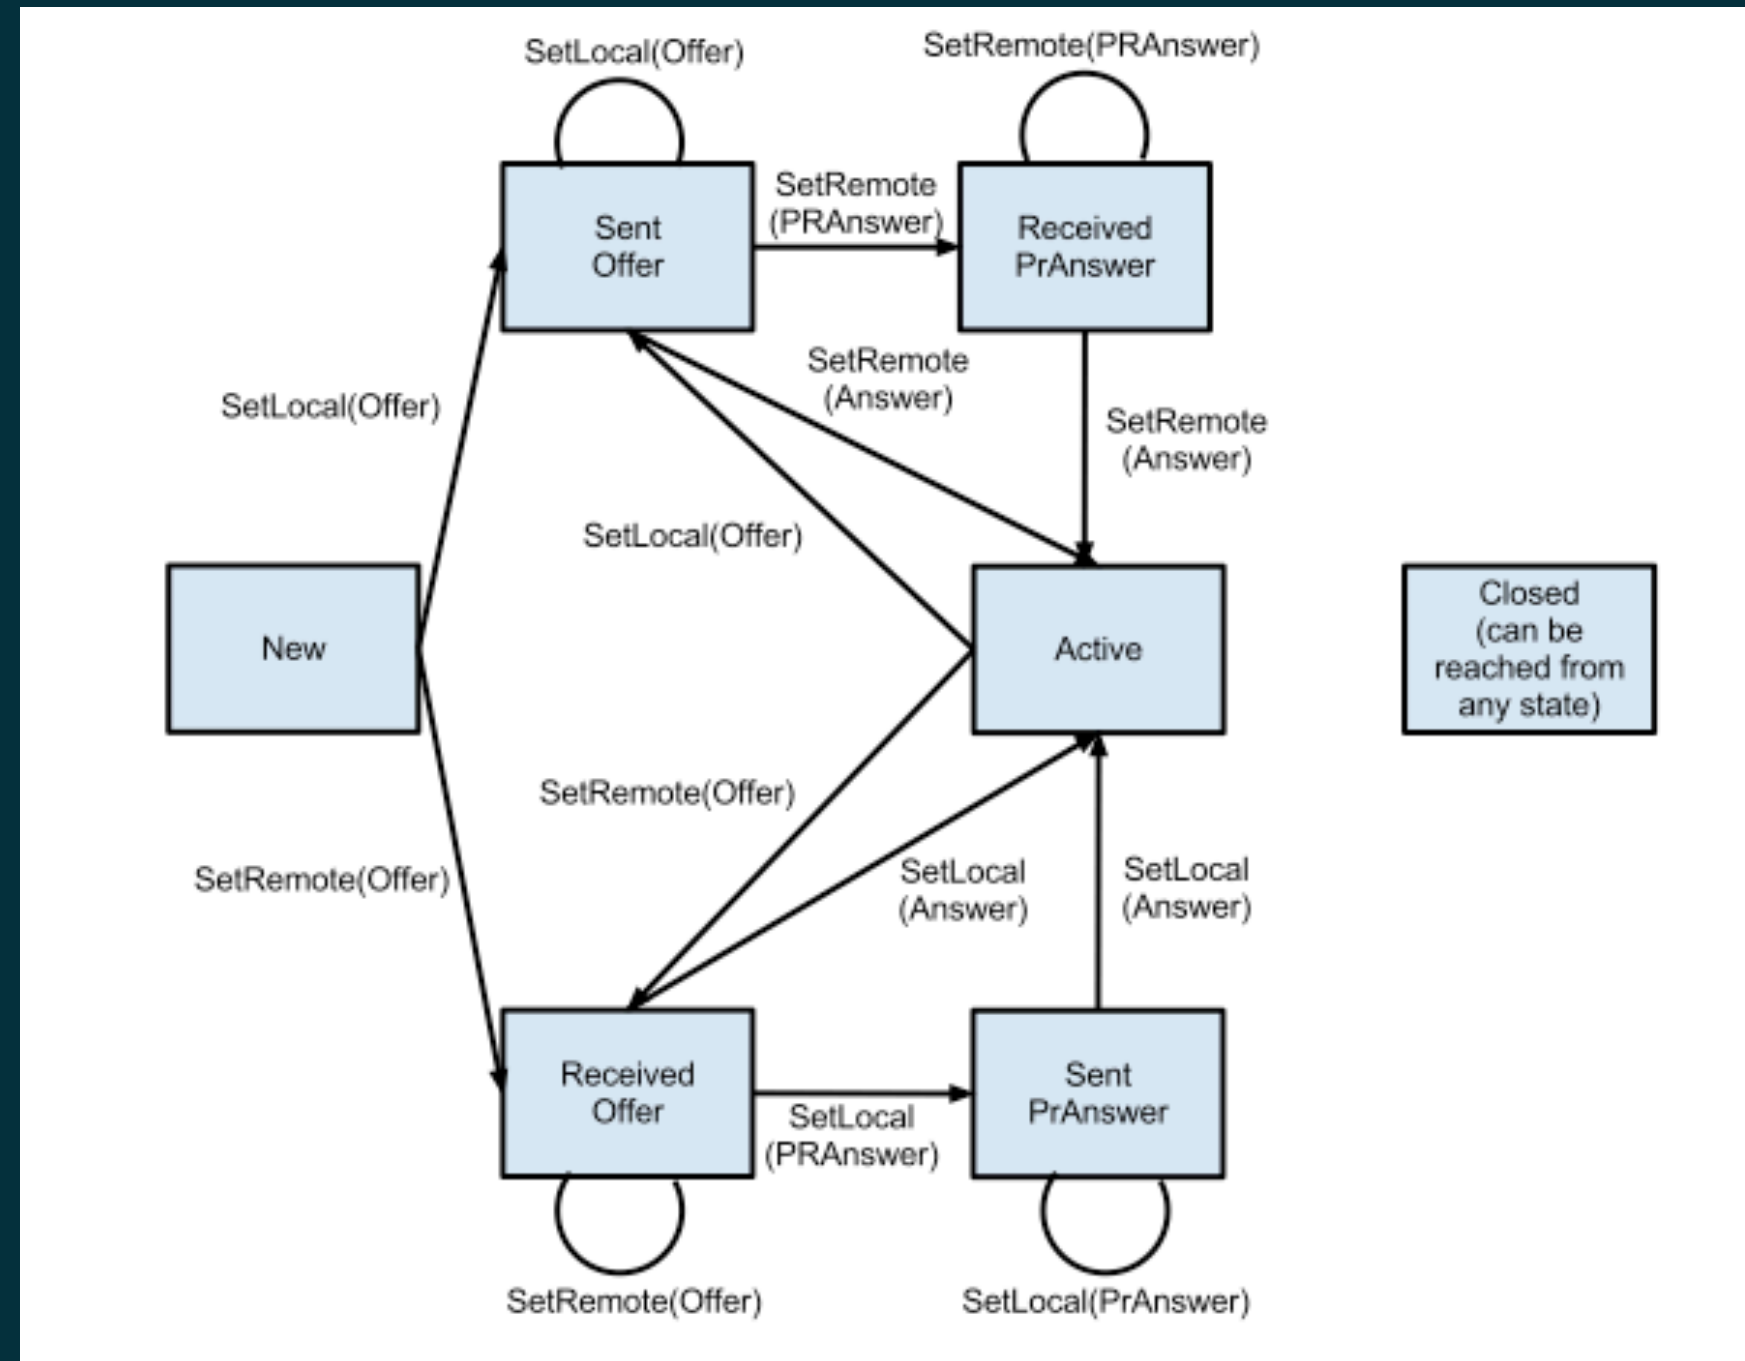 SetLocal(Offer)
SetRemote(PRAnswer)
Sent
Offer
SetRemote
(PRAnswer)
Received
PrAnswer
SetLocal(Offer)
SetRemote
(Answer)
SetRemote
(Answer)
SetLocal(Offer)
New
Active
Closed
(can be
reached from
any state)
SetRemote(Offer)
SetRemote(Offer)
SetLocal
(Answer)
SetLocal
(Answer)
Received
Offer
SetLocal
(PRAnswer)
Sent
PrAnswer
SetRemote(Offer)
SetLocal(PrAnswer)